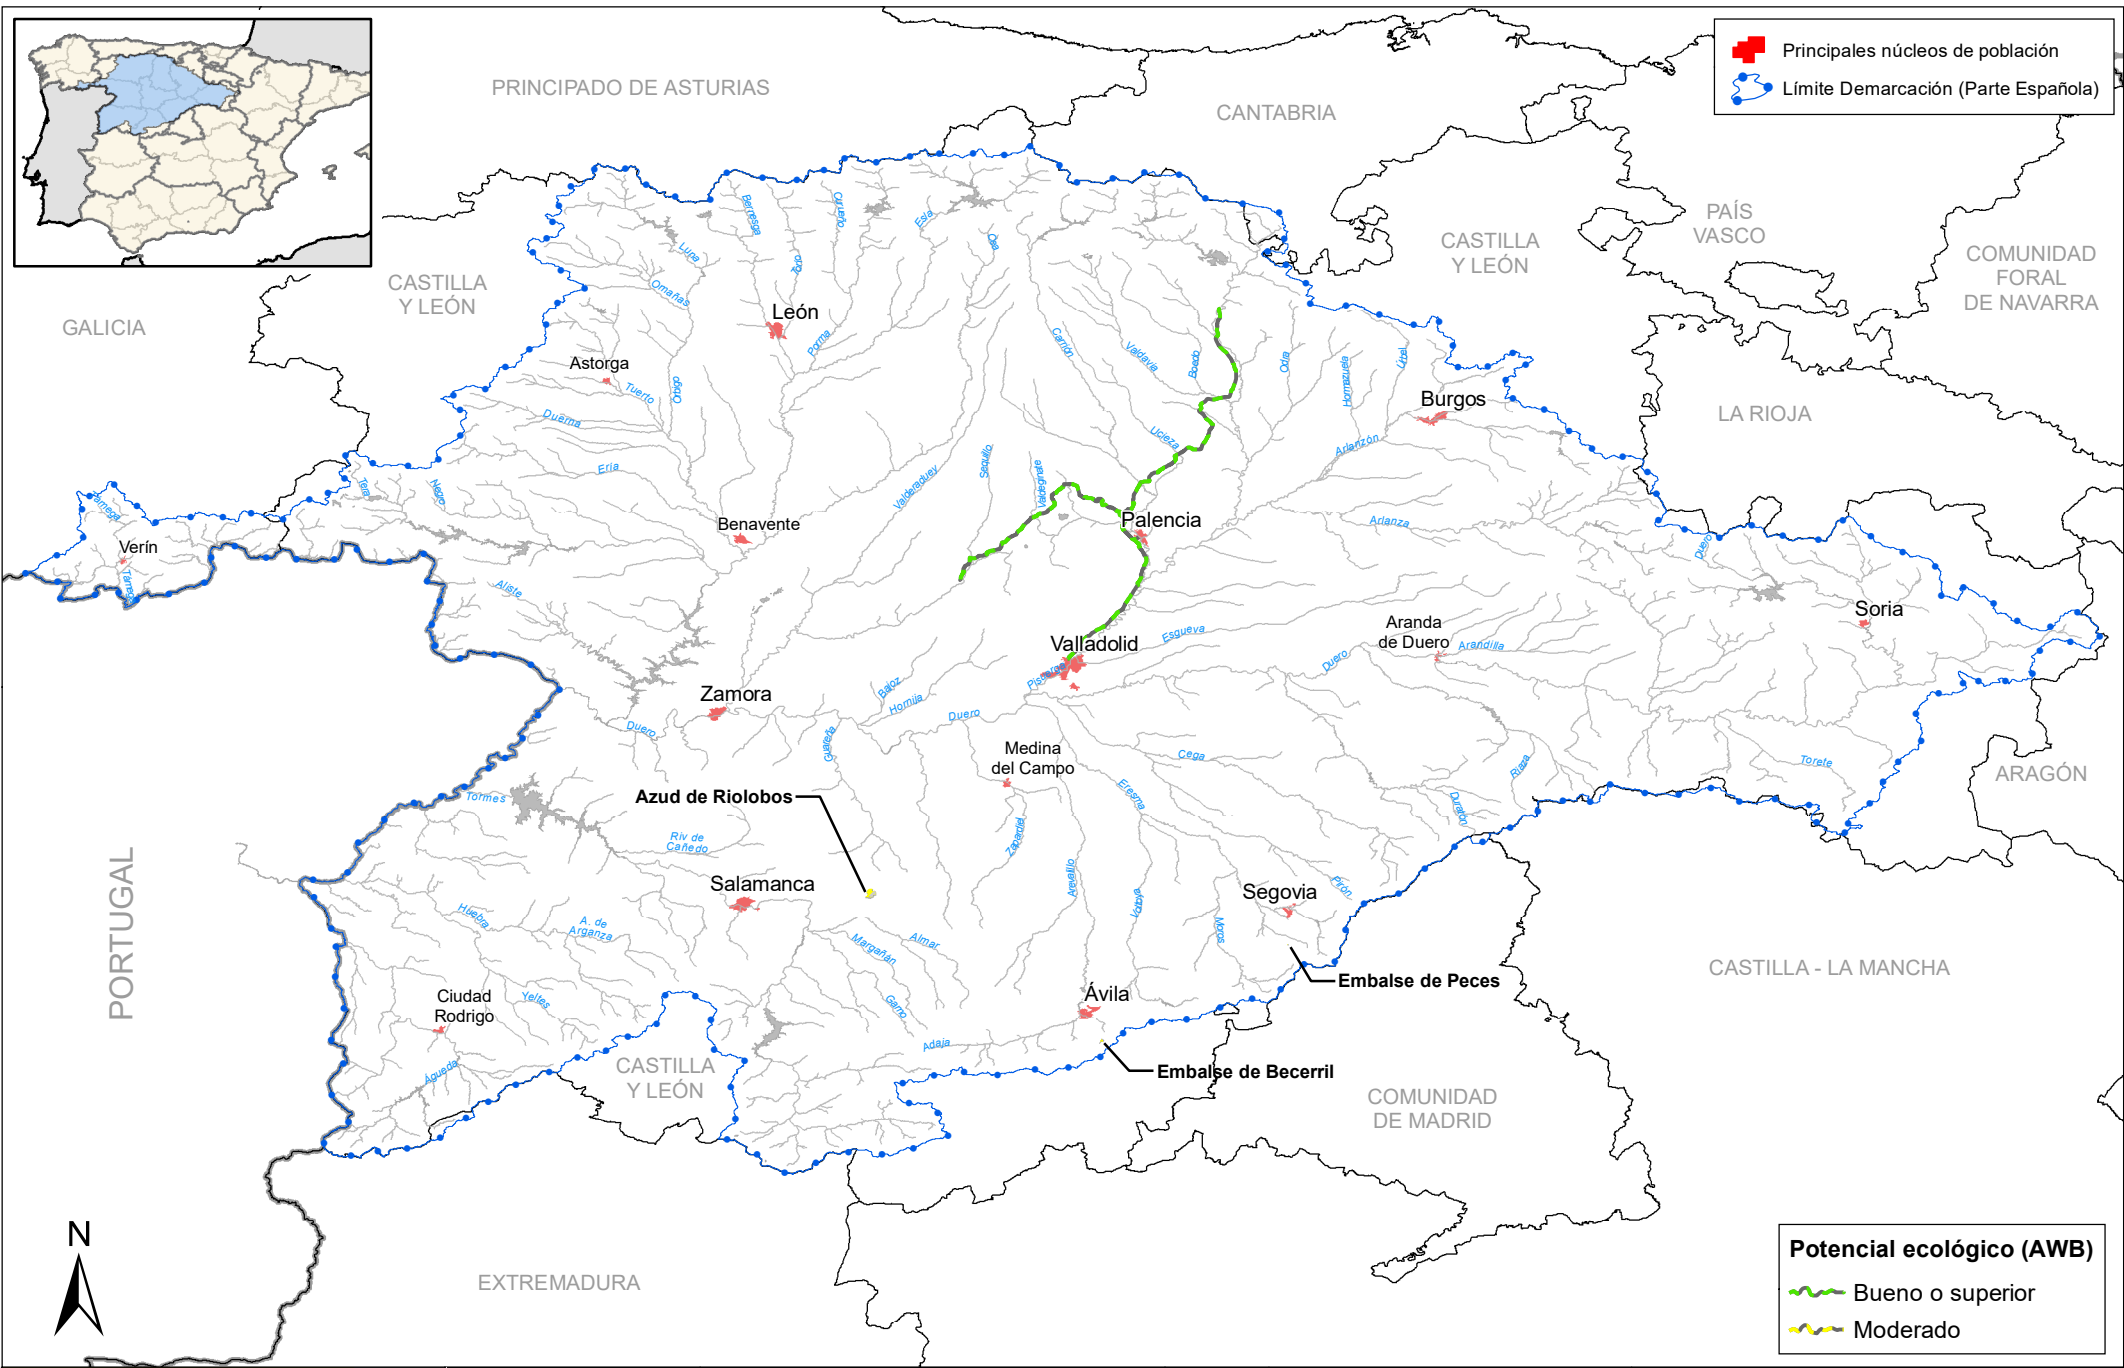 Principales núcleos de población
Límite Demarcación (Parte Española)
PRINCIPADO DE ASTURIAS
CANTABRIA
PAÍS
VASCO
CASTILLA
Y LEÓN
COMUNIDAD
FORAL
DE NAVARRA
CASTILLA
Y LEÓN
GALICIA
LA RIOJA
ARAGÓN
CASTILLA - LA MANCHA
COMUNIDAD
DE MADRID
CASTILLA
Y LEÓN
EXTREMADURA
PORTUGAL
Bernesga
Torío
Curueño
Porma
Esla
Cea
Luna
Omañas
León
Astorga
Tuerto
Órbigo
Duerna
Eria
Tera
Negro
Támega
Verín
Támega
Benavente
Valderaduey
Sequillo
Valdeginate
Carrión
Valdavia
Boedo
Ucieza
Odra
Hormazuela
Úrbel
Burgos
Arlanzón
Arlanza
Palencia
Duero
Soria
Aliste
Valladolid
Pisuerga
Esgueva
Aranda
de Duero
Arandilla
Duero
Zamora
Duero
Bajoz
Hornija
Duero
Guareña
Medina
del Campo
Cega
Eresma
Riaza
Duratón
Torete
Azud de Riolobos
Tormes
Riv de
Cañedo
Zapardiel
Arevalillo
Voltoya
Moros
Pirón
Salamanca
Segovia
Huebra
A. de
Arganza
Margañán
Almar
Gamo
Embalse de Peces
Ciudad
Rodrigo
Yeltes
Ávila
Adaja
Águeda
Embalse de Becerril
N
Potencial ecológico (AWB)
Bueno o superior
Moderado